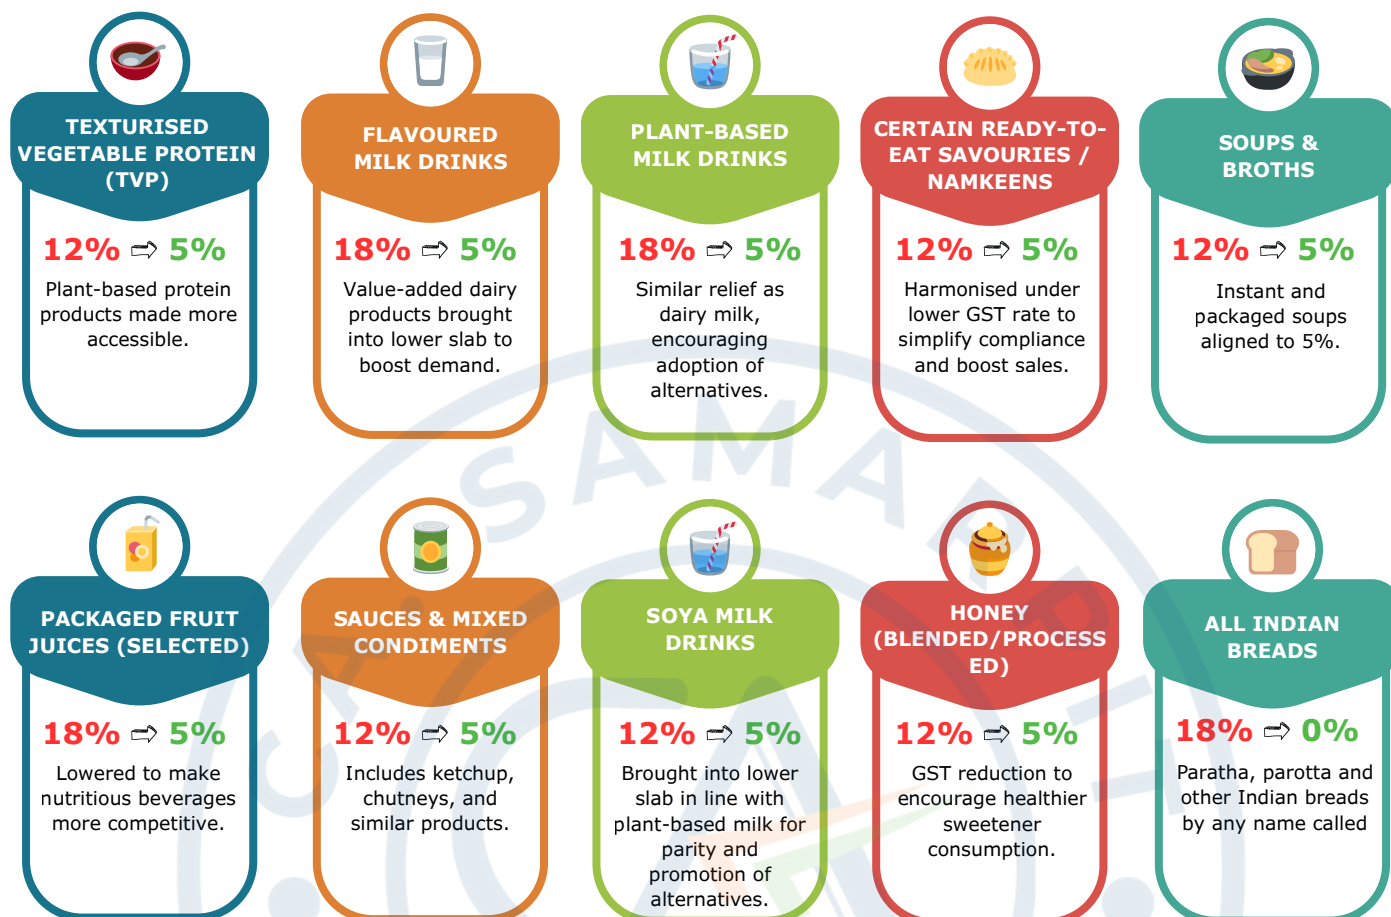 TEXTURISED
VEGETABLE PROTEIN
(TVP)
12% ⇨ 5%
Plant-based protein
products made more
accessible.
FLAVOURED
MILK DRINKS
18% ⇨ 5%
Value-added dairy
products brought
into lower slab to
boost demand.
PLANT-BASED
MILK DRINKS
18% ⇨ 5%
Similar relief as
dairy milk,
encouraging
adoption of
alternatives.
CERTAIN READY-TO-
EAT SAVOURIES /
NAMKEENS
12% ⇨ 5%
Harmonised under
lower GST rate to
simplify compliance
and boost sales.
SOUPS &
BROTHS
12% ⇨ 5%
Instant and
packaged soups
aligned to 5%.
PACKAGED FRUIT
JUICES (SELECTED)
18% ⇨ 5%
Lowered to make
nutritious beverages
more competitive.
SAUCES & MIXED
CONDIMENTS
12% ⇨ 5%
Includes ketchup,
chutneys, and
similar products.
SOYA MILK
DRINKS
12% ⇨ 5%
Brought into lower
slab in line with
plant-based milk for
parity and
promotion of
alternatives.
HONEY
(BLENDED/PROCESS
ED)
12% ⇨ 5%
GST reduction to
encourage healthier
sweetener
consumption.
ALL INDIAN
BREADS
18% ⇨ 0%
Paratha, parotta and
other Indian breads
by any name called
CA. SAMARPIT